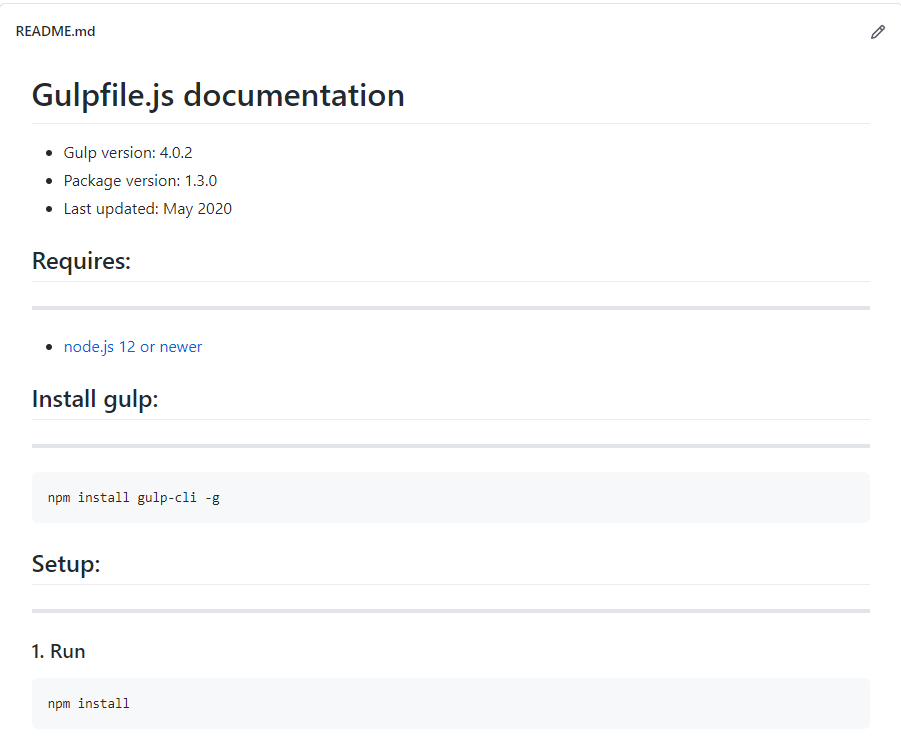 README.md
Gulpfile.js documentation
Gulp version: 4.0.2
Package version: 1.3.0
Last updated: May 2020
Requires:
node.js 12 or newer
Install gulp:
npm install gulp-cli -g
Setup:
1. Run
npm install